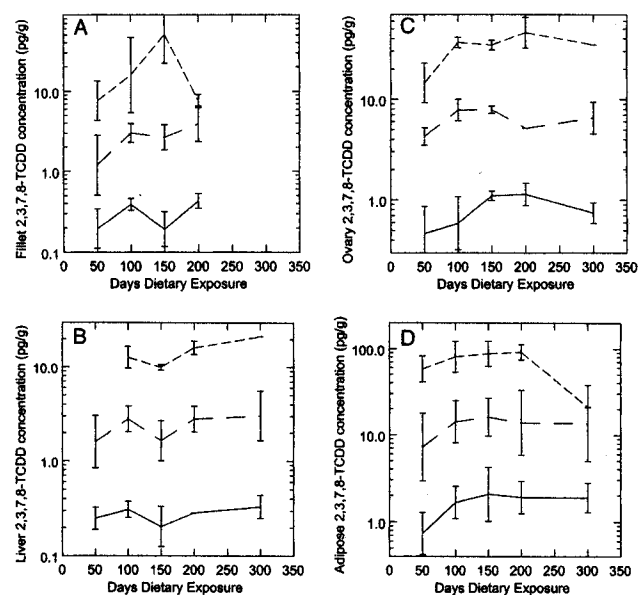 A
Fillet 2,3,7,8-TCDD concentration (pg/g)
10.0
1.0
0.1
0 50 100 150 200 250 300 350
Days Dietary Exposure
C
Ovary 2,3,7,8-TCDD concentration (pg/g)
10.0
1.0
0 50 100 150 200 250 300 350
Days Dietary Exposure
B
Liver 2,3,7,8-TCDD concentration (pg/g)
10.0
1.0
0.1
0 50 100 150 200 250 300 350
Days Dietary Exposure
D
Adipose 2,3,7,8-TCDD concentration (pg/g)
100.0
10.0
1.0
0 50 100 150 200 250 300 350
Days Dietary Exposure